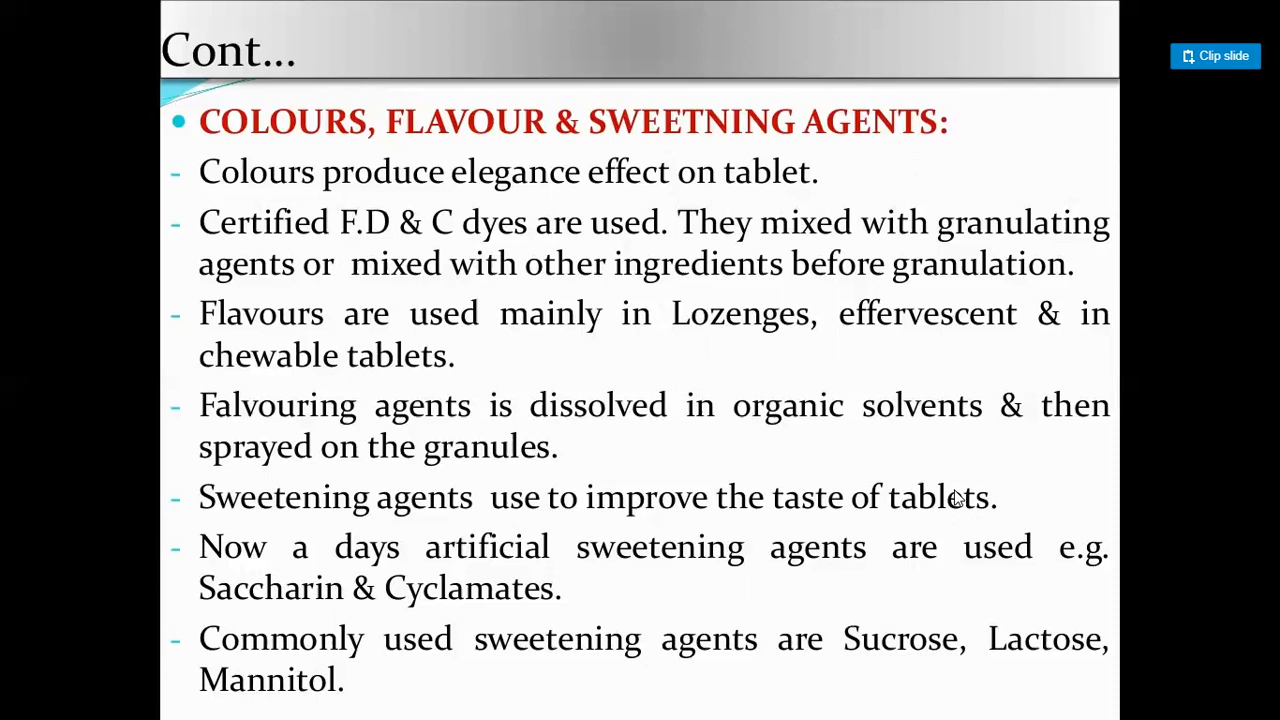 Cont...
Clip slide
• COLOURS, FLAVOUR & SWEETNING AGENTS:
- Colours produce elegance effect on tablet.
- Certified F.D & C dyes are used. They mixed with granulating
agents or mixed with other ingredients before granulation.
- Flavours are used mainly in Lozenges, effervescent & in
chewable tablets.
- Falvouring agents is dissolved in organic solvents & then
sprayed on the granules.
- Sweetening agents use to improve the taste of tablets.
- Now a days artificial sweetening agents are used e.g.
Saccharin & Cyclamates.
- Commonly used sweetening agents are Sucrose, Lactose,
Mannitol.